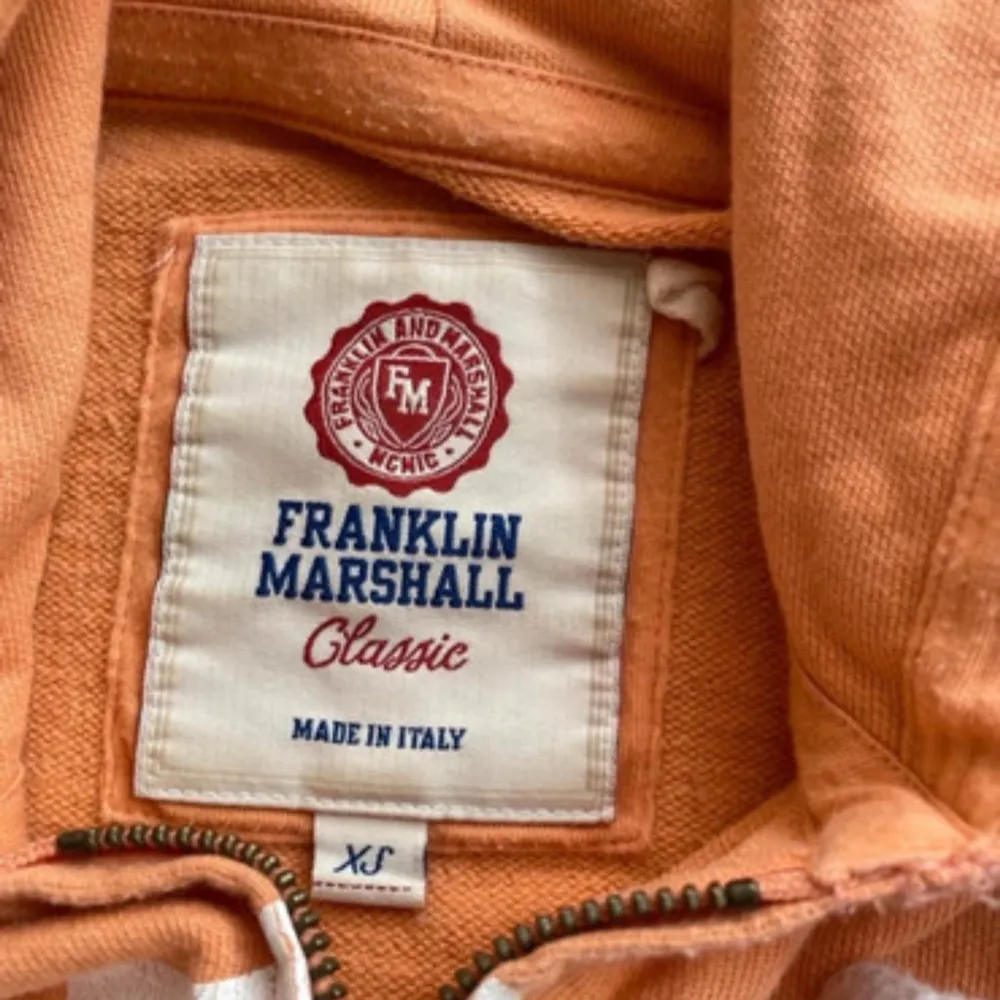 FRANKLIN AND MARSHALL
FM
• MCMIC •
FRANKLIN
MARSHALL
Classic
MADE IN ITALY
XS